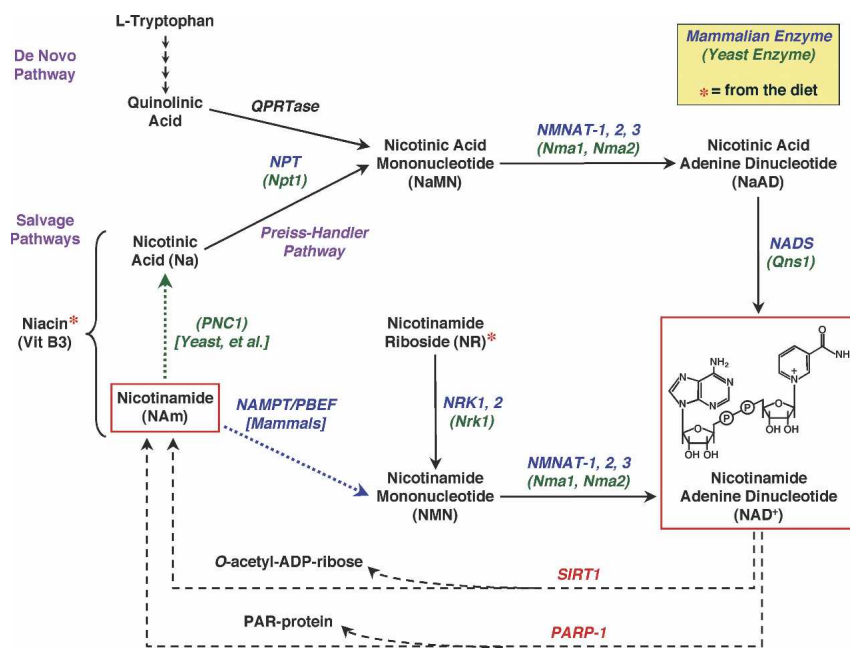 L-Tryptophan
De Novo
Pathway
Quinolinic
Acid
QPRTase
Mammalian Enzyme
(Yeast Enzyme)
*= from the diet
NPT
(Npt1)
Nicotinic Acid
Mononucleotide
(NaMN)
NMNAT-1, 2, 3
(Nma1, Nma2)
Nicotinic Acid
Adenine Dinucleotide
(NaAD)
Salvage
Pathways
Nicotinic
Acid (Na)
Preiss-Handler
Pathway
NADS
(Qns1)
Niacin*
(Vit B3)
(PNC1)
[Yeast, et al.]
Nicotinamide
Riboside (NR)*
Nicotinamide
(NAm)
NAMPT/PBEF
[Mammals]
NRK1, 2
(Nrk1)
Nicotinamide
Mononucleotide
(NMN)
NMNAT-1, 2, 3
(Nma1, Nma2)
NH2
N
N
N
N
O
O
NH
N
+
P
P
O
OH OH
OH OH
Nicotinamide
Adenine Dinucleotide
(NAD+)
O-acetyl-ADP-ribose
SIRT1
PAR-protein
PARP-1